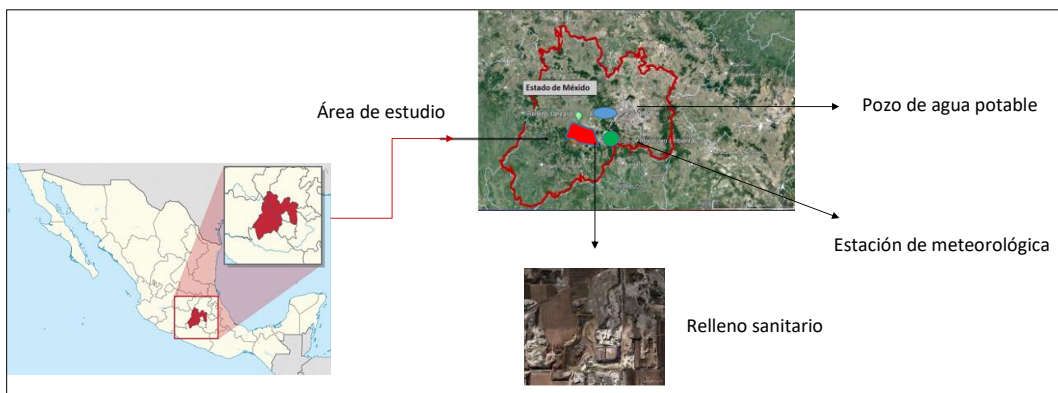 Estado de México
Área de estudio
Pozo de agua potable
Estación de meteorológica
Relleno sanitario